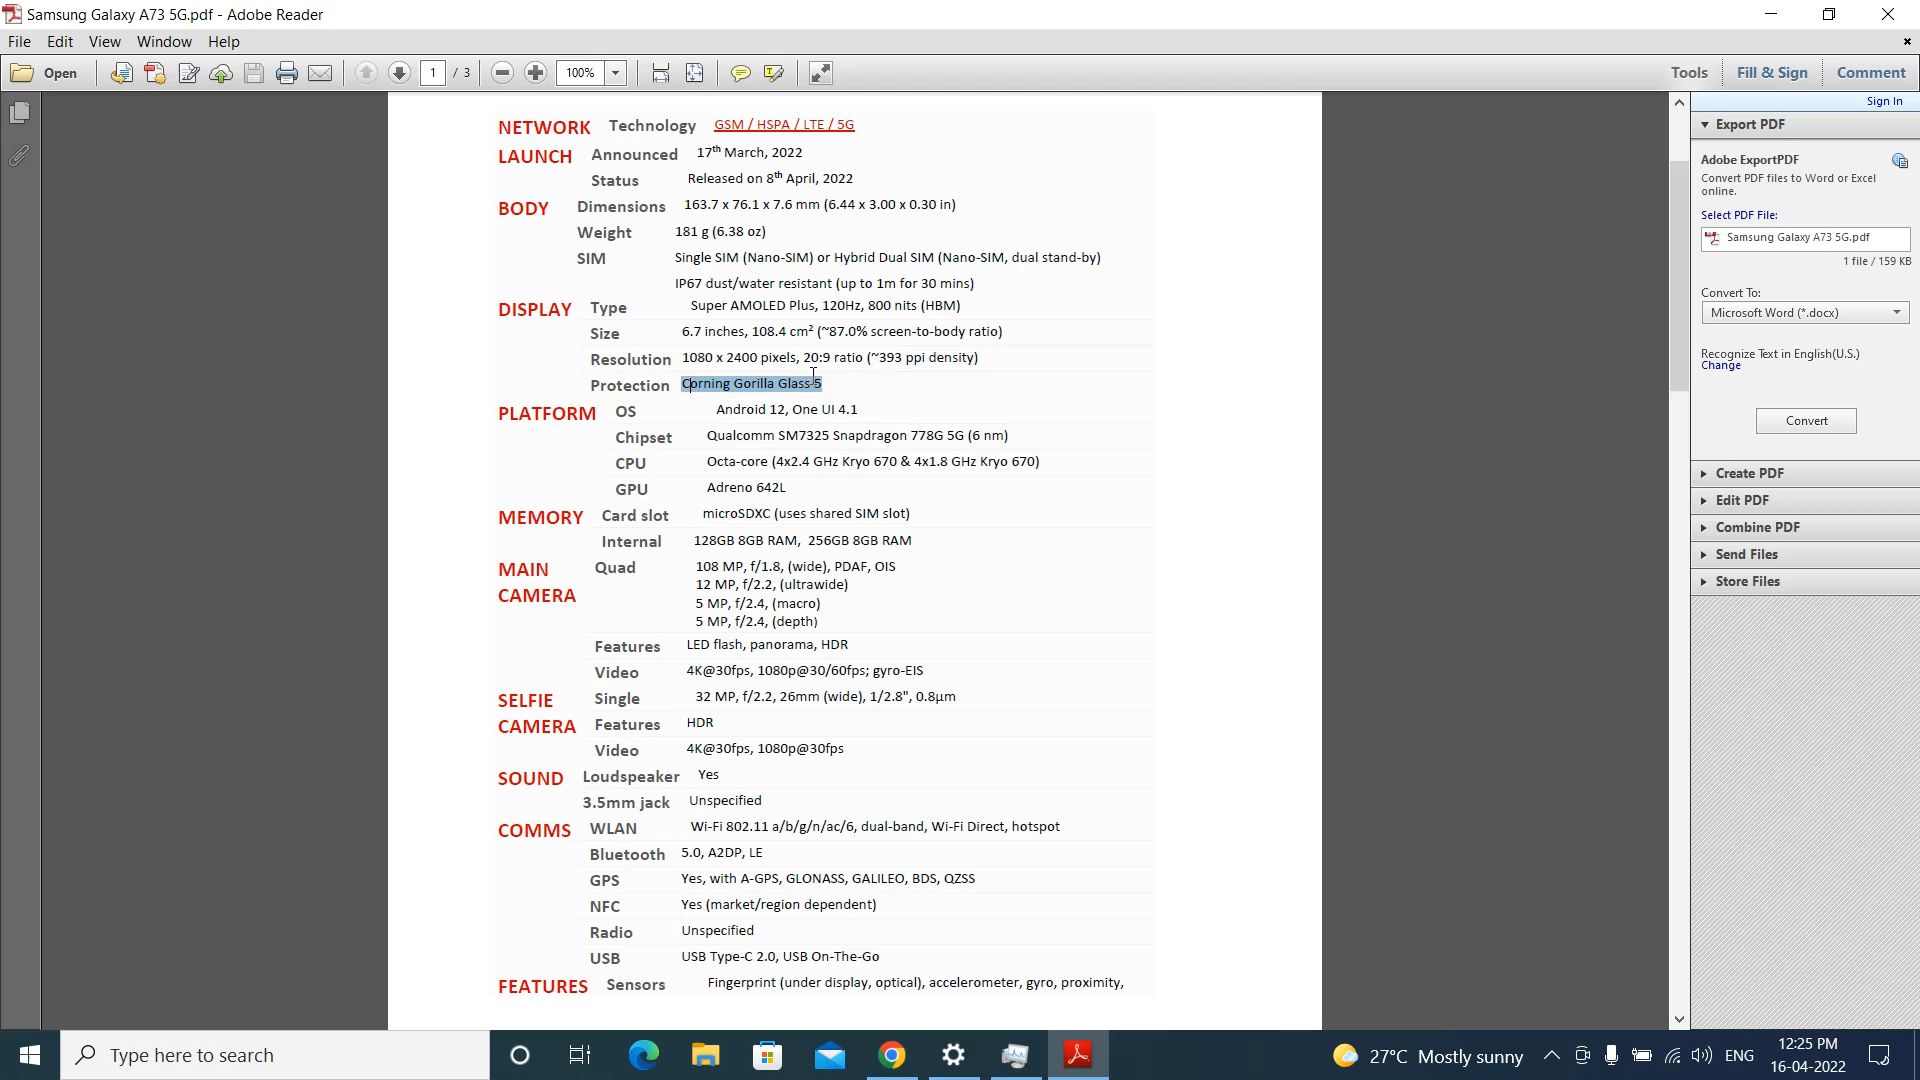 Samsung Galaxy A73 5G.pdf - Adobe Reader
File Edit View Window Help
Open 1 / 3 100% Tools Fill & Sign Comment
Sign In
Export PDF
Adobe ExportPDF
Convert PDF files to Word or Excel
online.
Select PDF File:
Samsung Galaxy A73 5G.pdf
1 file / 159 KB
Convert To:
Microsoft Word (*.docx)
Recognize Text in English(U.S.)
Change
Convert
Create PDF
Edit PDF
Combine PDF
Send Files
Store Files
NETWORK Technology GSM / HSPA / LTE / 5G
LAUNCH Announced 17th March, 2022
Status Released on 8th April, 2022
BODY Dimensions 163.7 x 76.1 x 7.6 mm (6.44 x 3.00 x 0.30 in)
Weight 181 g (6.38 oz)
SIM Single SIM (Nano-SIM) or Hybrid Dual SIM (Nano-SIM, dual stand-by)
IP67 dust/water resistant (up to 1m for 30 mins)
DISPLAY Type Super AMOLED Plus, 120Hz, 800 nits (HBM)
Size 6.7 inches, 108.4 cm² (~87.0% screen-to-body ratio)
Resolution 1080 x 2400 pixels, 20:9 ratio (~393 ppi density)
Protection Corning Gorilla Glass 5
PLATFORM OS Android 12, One UI 4.1
Chipset Qualcomm SM7325 Snapdragon 778G 5G (6 nm)
CPU Octa-core (4x2.4 GHz Kryo 670 & 4x1.8 GHz Kryo 670)
GPU Adreno 642L
MEMORY Card slot microSDXC (uses shared SIM slot)
Internal 128GB 8GB RAM, 256GB 8GB RAM
MAIN CAMERA Quad 108 MP, f/1.8, (wide), PDAF, OIS
12 MP, f/2.2, (ultrawide)
5 MP, f/2.4, (macro)
5 MP, f/2.4, (depth)
Features LED flash, panorama, HDR
Video 4K@30fps, 1080p@30/60fps; gyro-EIS
SELFIE CAMERA Single 32 MP, f/2.2, 26mm (wide), 1/2.8", 0.8µm
Features HDR
Video 4K@30fps, 1080p@30fps
SOUND Loudspeaker Yes
3.5mm jack Unspecified
COMMS WLAN Wi-Fi 802.11 a/b/g/n/ac/6, dual-band, Wi-Fi Direct, hotspot
Bluetooth 5.0, A2DP, LE
GPS Yes, with A-GPS, GLONASS, GALILEO, BDS, QZSS
NFC Yes (market/region dependent)
Radio Unspecified
USB USB Type-C 2.0, USB On-The-Go
FEATURES Sensors Fingerprint (under display, optical), accelerometer, gyro, proximity,
Type here to search 27°C Mostly sunny ENG 12:25 PM
16-04-2022